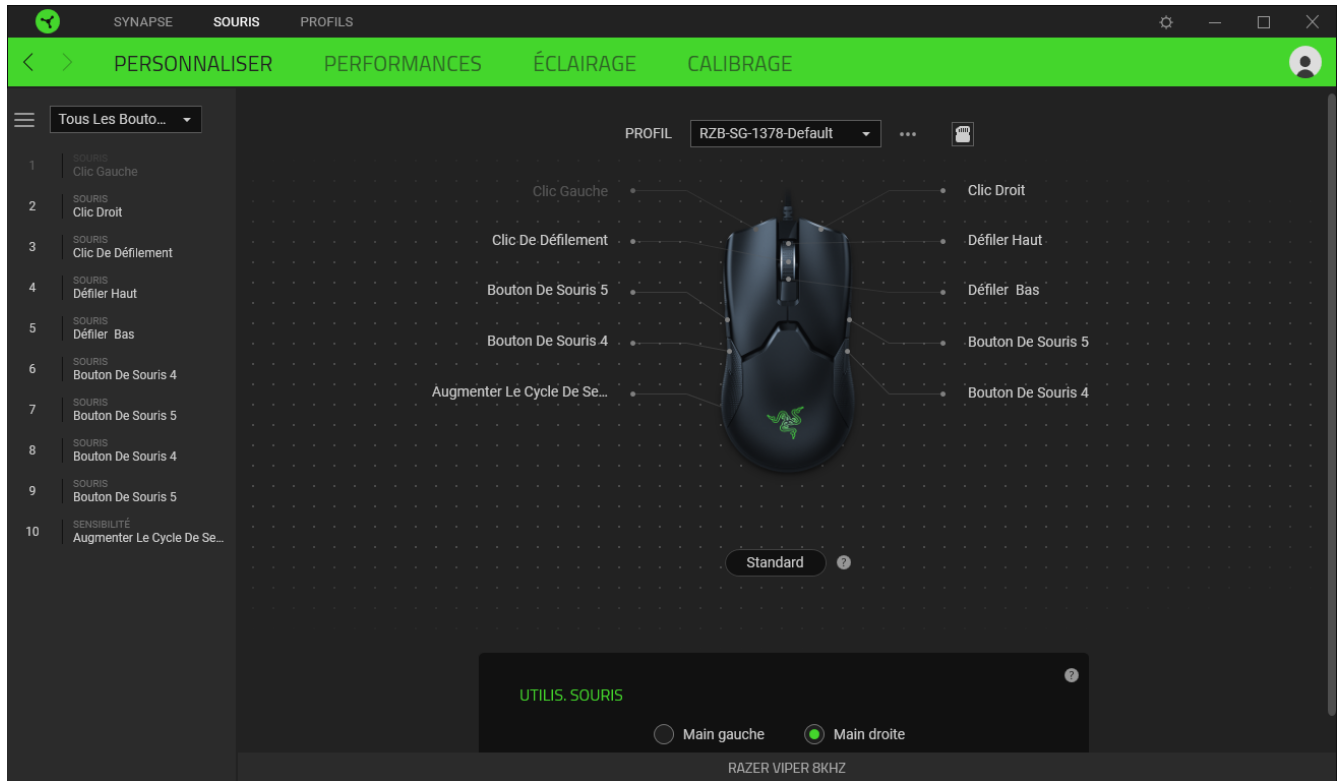 SYNAPSE SOURIS PROFILS
PERSONNALISER PERFORMANCES ÉCLAIRAGE CALIBRAGE
Tous Les Bouto...
1 SOURIS
Clic Gauche
2 SOURIS
Clic Droit
3 SOURIS
Clic De Défilement
4 SOURIS
Défiler Haut
5 SOURIS
Défiler Bas
6 SOURIS
Bouton De Souris 4
7 SOURIS
Bouton De Souris 5
8 SOURIS
Bouton De Souris 4
9 SOURIS
Bouton De Souris 5
10 SENSIBILITÉ
Augmenter Le Cycle De Se...
PROFIL RZB-SG-1378-Default
Clic Gauche Clic Droit
Clic De Défilement Défiler Haut
Bouton De Souris 5 Défiler Bas
Bouton De Souris 4 Bouton De Souris 5
Augmenter Le Cycle De Se... Bouton De Souris 4
Standard ?
?
UTILIS. SOURIS
Main gauche Main droite
RAZER VIPER 8KHZ